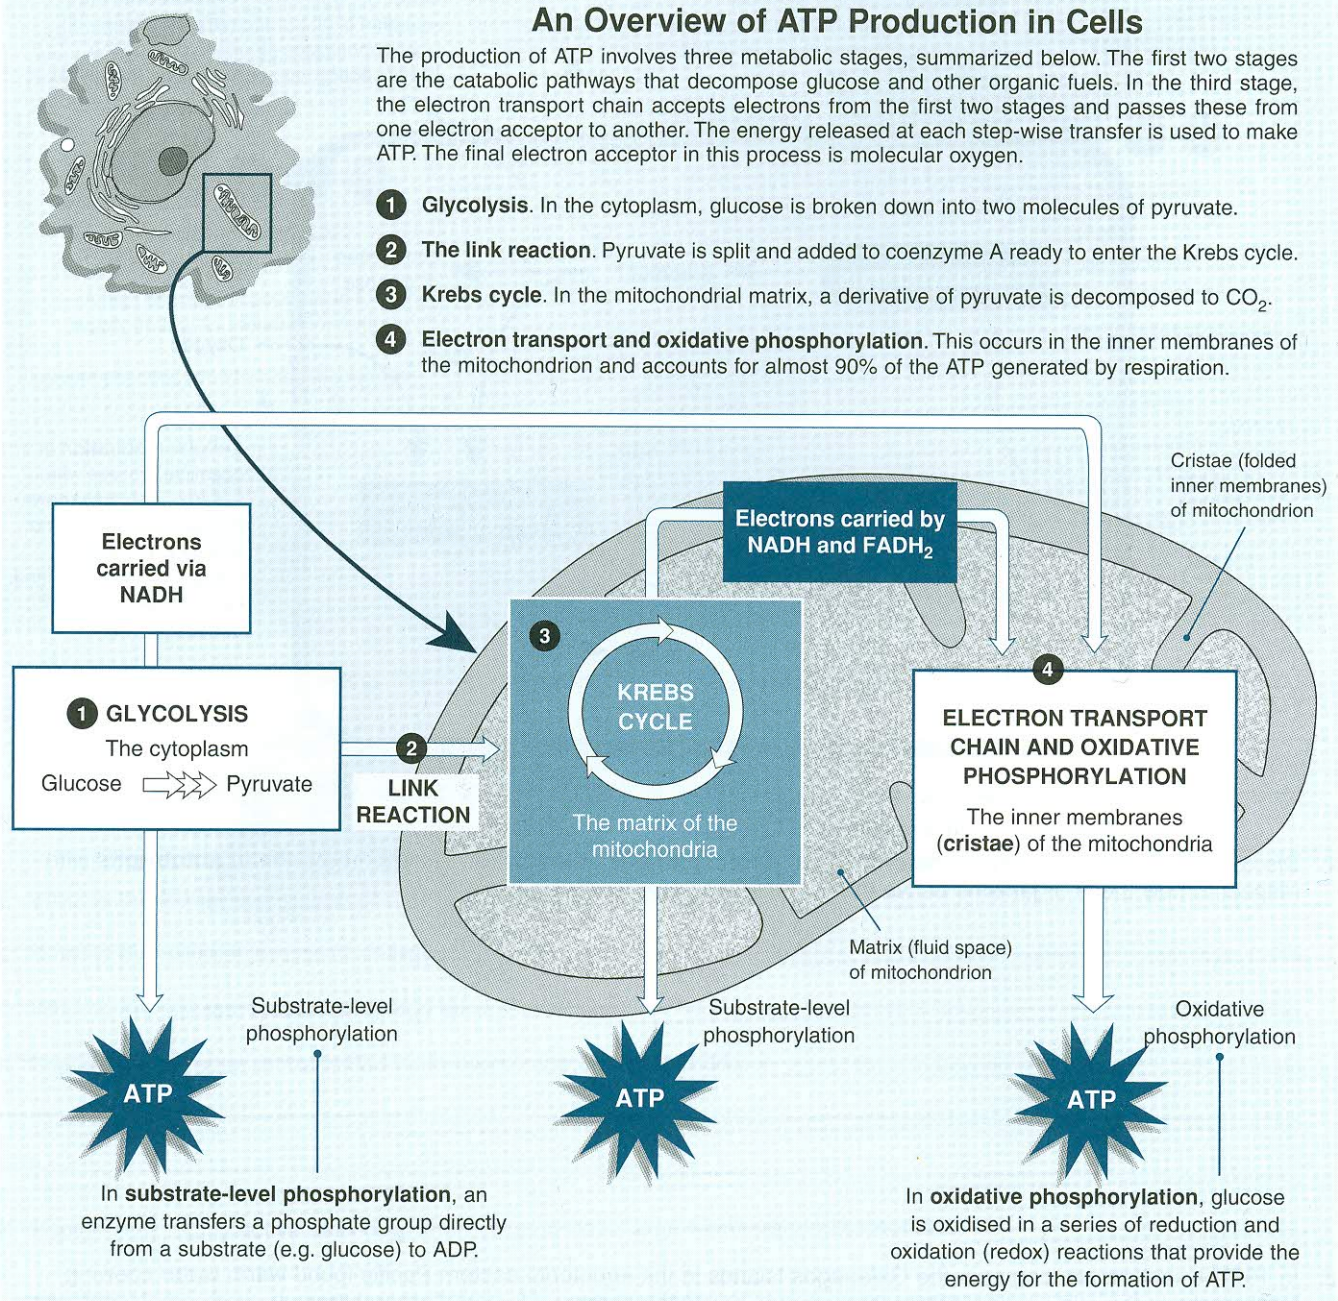 An Overview of ATP Production in Cells
The production of ATP involves three metabolic stages, summarized below. The first two stages
are the catabolic pathways that decompose glucose and other organic fuels. In the third stage,
the electron transport chain accepts electrons from the first two stages and passes these from
one electron acceptor to another. The energy released at each step-wise transfer is used to make
ATP. The final electron acceptor in this process is molecular oxygen.
1 Glycolysis. In the cytoplasm, glucose is broken down into two molecules of pyruvate.
2 The link reaction. Pyruvate is split and added to coenzyme A ready to enter the Krebs cycle.
3 Krebs cycle. In the mitochondrial matrix, a derivative of pyruvate is decomposed to CO₂.
4 Electron transport and oxidative phosphorylation. This occurs in the inner membranes of
the mitochondrion and accounts for almost 90% of the ATP generated by respiration.
Cristae (folded
inner membranes)
of mitochondrion
Electrons
carried via
NADH
Electrons carried by
NADH and FADH₂
1 GLYCOLYSIS
The cytoplasm
Glucose Pyruvate
2
LINK
REACTION
3
KREBS
CYCLE
The matrix of the
mitochondria
4
ELECTRON TRANSPORT
CHAIN AND OXIDATIVE
PHOSPHORYLATION
The inner membranes
(cristae) of the mitochondria
Matrix (fluid space)
of mitochondrion
Substrate-level
phosphorylation
ATP
Substrate-level
phosphorylation
ATP
Oxidative
phosphorylation
ATP
In substrate-level phosphorylation, an
enzyme transfers a phosphate group directly
from a substrate (e.g. glucose) to ADP.
In oxidative phosphorylation, glucose
is oxidised in a series of reduction and
oxidation (redox) reactions that provide the
energy for the formation of ATP.